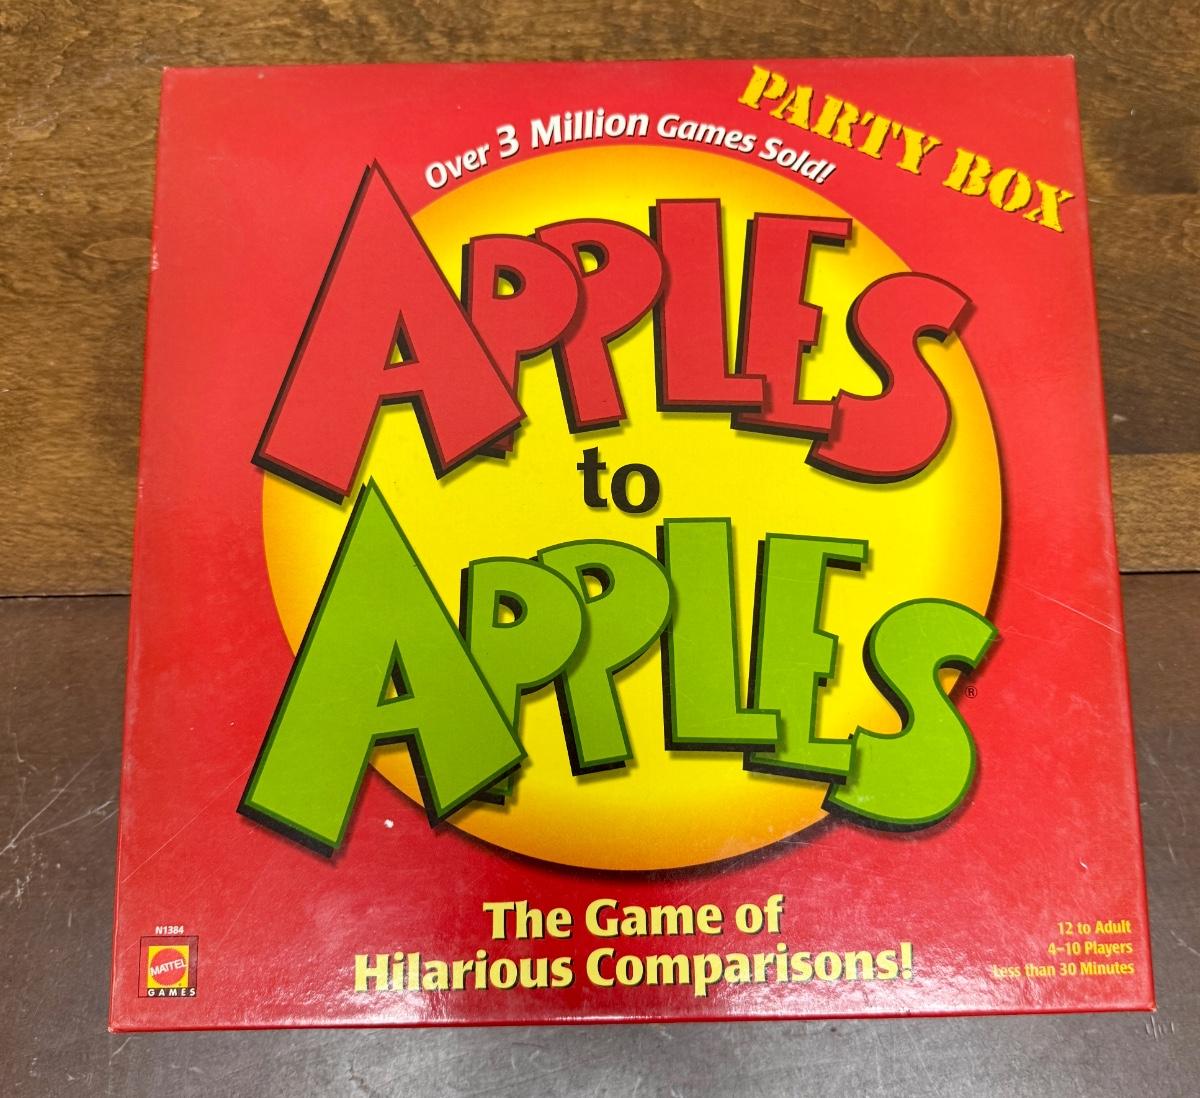 PARTY BOX
Over 3 Million Games Sold!
APPLES
to
APPLES®
The Game of
Hilarious Comparisons!
N1384
MATTEL
GAMES
12 to Adult
4–10 Players
Less than 30 Minutes